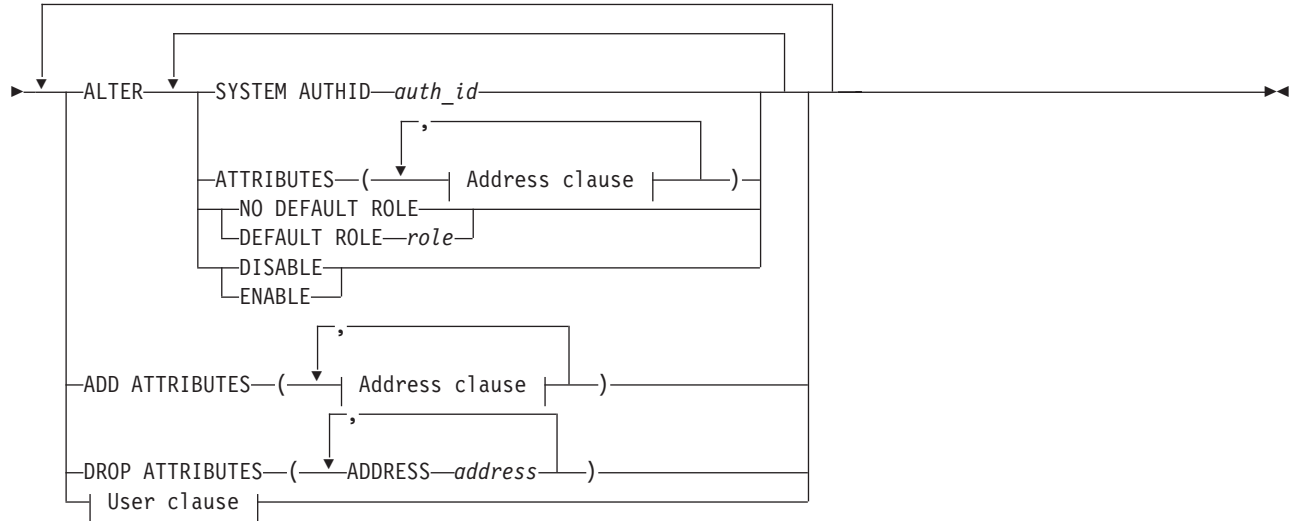 ALTER SYSTEM AUTHID auth_id
,
ATTRIBUTES ( Address clause )
NO DEFAULT ROLE
DEFAULT ROLE role
DISABLE
ENABLE
,
ADD ATTRIBUTES ( Address clause )
,
DROP ATTRIBUTES ( ADDRESS address )
User clause